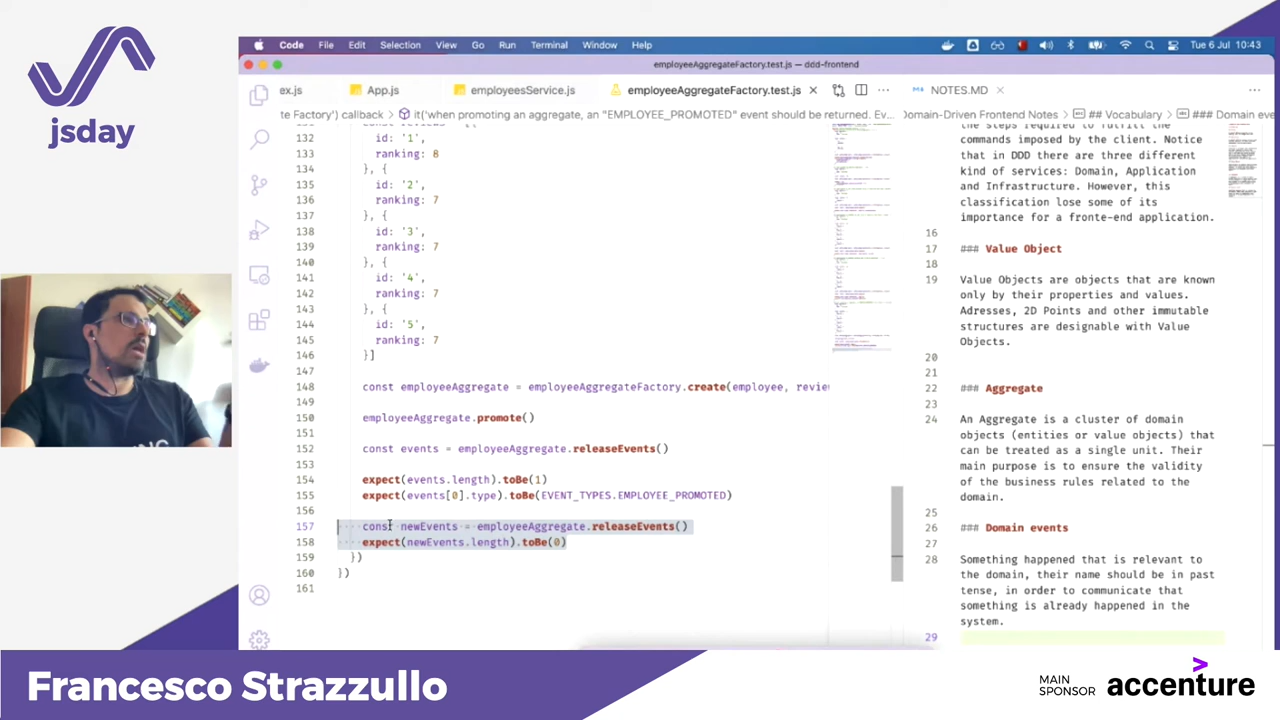 jsday
Code File Edit Selection View Go Run Terminal Window Help
Tue 6 Jul 10:43
employeeAggregateFactory.test.js — ddd-frontend
ex.js
App.js
employeesService.js
employeeAggregateFactory.test.js
NOTES.MD
te Factory') callback
it('when promoting an aggregate, an "EMPLOYEE_PROMOTED" event should be returned. Ev...
Domain-Driven Frontend Notes
## Vocabulary
### Domain eve
132 id: '1',
133 ranking: 8
134 }, {
135 id: '2',
136 ranking: 7
137 }, {
138 id: '3',
139 ranking: 7
140 }, {
141 id: '4',
142 ranking: 7
143 }, {
144 id: '5',
145 ranking: 7
146 }]
147
148 const employeeAggregate = employeeAggregateFactory.create(employee, review
149
150 employeeAggregate.promote()
151
152 const events = employeeAggregate.releaseEvents()
153
154 expect(events.length).toBe(1)
155 expect(events[0].type).toBe(EVENT_TYPES.EMPLOYEE_PROMOTED)
156
157 const newEvents = employeeAggregate.releaseEvents()
158 expect(newEvents.length).toBe(0)
159 })
160 })
161
the steps required to fulfill the
commands imposed by the client. Notice
that in DDD there are three different
kind of services: Domain, Application
and Infrastructure. However, this
classification lose some of its
importance for a fronte-end application.
16
17 ### Value Object
18
19 Value Objects are objects that are known
only by their properties and values.
Adresses, 2D Points and other immutable
structures are designable with Value
Objects.
20
21
22 ### Aggregate
23
24 An Aggregate is a cluster of domain
objects (entities or value objects) that
can be treated as a single unit. Their
main purpose is to ensure the validity
of the business rules related to the
domain.
25
26 ### Domain events
27
28 Something happened that is relevant to
the domain, their name should be in past
tense, in order to communicate that
something is already happened in the
system.
29
Francesco Strazzullo
MAIN
SPONSOR
accenture